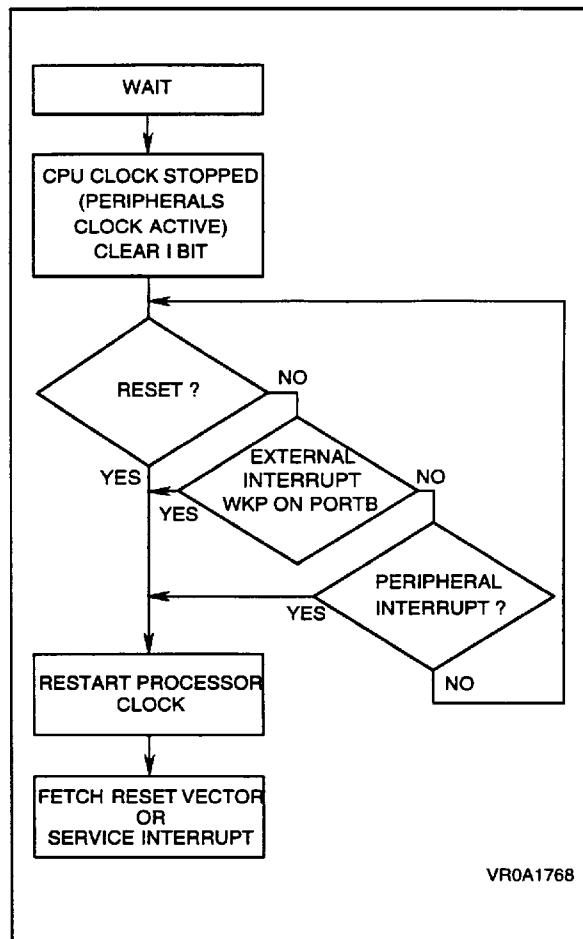 WAIT
CPU CLOCK STOPPED
(PERIPHERALS
CLOCK ACTIVE)
CLEAR I BIT
RESET ?
NO
YES
EXTERNAL
INTERRUPT
WKP ON PORTB
NO
YES
PERIPHERAL
INTERRUPT ?
YES
NO
RESTART PROCESSOR
CLOCK
FETCH RESET VECTOR
OR
SERVICE INTERRUPT
VR0A1768